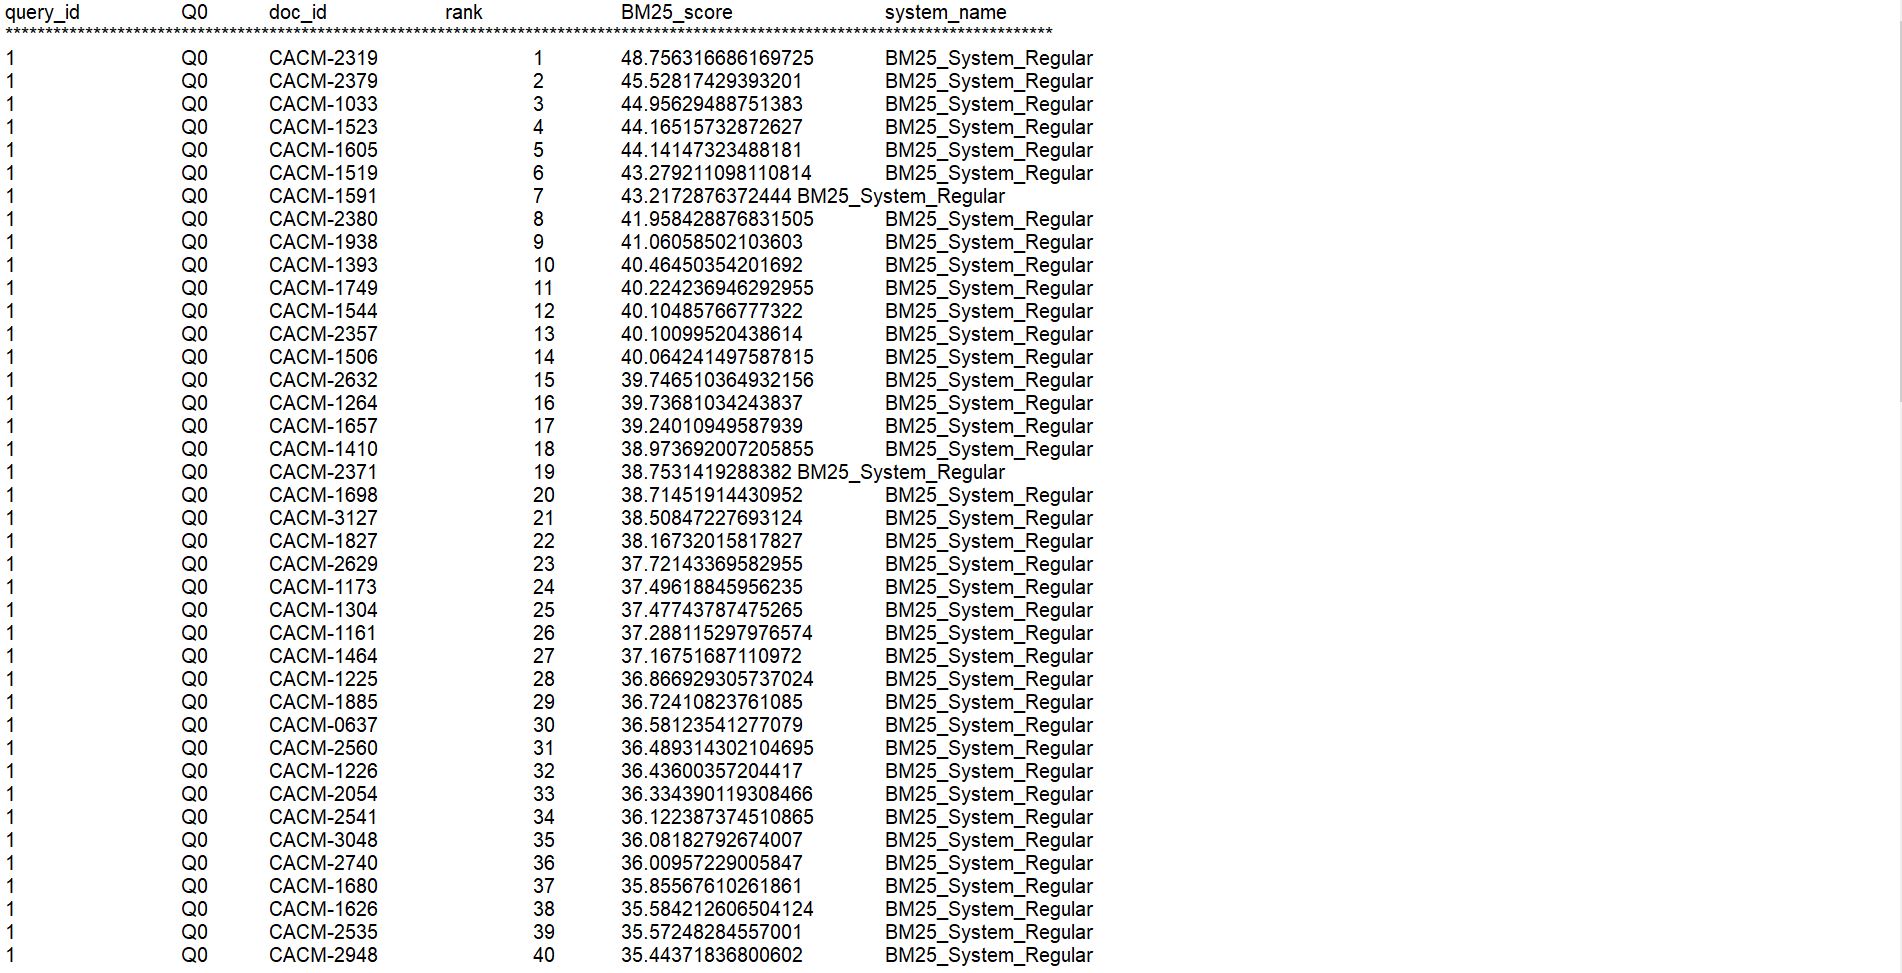 query_id Q0 doc_id rank BM25_score system_name
***********************************************************************************************************************************
1 Q0 CACM-2319 1 48.756316686169725 BM25_System_Regular
1 Q0 CACM-2379 2 45.52817429393201 BM25_System_Regular
1 Q0 CACM-1033 3 44.95629488751383 BM25_System_Regular
1 Q0 CACM-1523 4 44.16515732872627 BM25_System_Regular
1 Q0 CACM-1605 5 44.14147323488181 BM25_System_Regular
1 Q0 CACM-1519 6 43.279211098110814 BM25_System_Regular
1 Q0 CACM-1591 7 43.2172876372444 BM25_System_Regular
1 Q0 CACM-2380 8 41.958428876831505 BM25_System_Regular
1 Q0 CACM-1938 9 41.06058502103603 BM25_System_Regular
1 Q0 CACM-1393 10 40.46450354201692 BM25_System_Regular
1 Q0 CACM-1749 11 40.224236946292955 BM25_System_Regular
1 Q0 CACM-1544 12 40.10485766777322 BM25_System_Regular
1 Q0 CACM-2357 13 40.10099520438614 BM25_System_Regular
1 Q0 CACM-1506 14 40.064241497587815 BM25_System_Regular
1 Q0 CACM-2632 15 39.746510364932156 BM25_System_Regular
1 Q0 CACM-1264 16 39.73681034243837 BM25_System_Regular
1 Q0 CACM-1657 17 39.24010949587939 BM25_System_Regular
1 Q0 CACM-1410 18 38.973692007205855 BM25_System_Regular
1 Q0 CACM-2371 19 38.7531419288382 BM25_System_Regular
1 Q0 CACM-1698 20 38.71451914430952 BM25_System_Regular
1 Q0 CACM-3127 21 38.50847227693124 BM25_System_Regular
1 Q0 CACM-1827 22 38.16732015817827 BM25_System_Regular
1 Q0 CACM-2629 23 37.72143369582955 BM25_System_Regular
1 Q0 CACM-1173 24 37.49618845956235 BM25_System_Regular
1 Q0 CACM-1304 25 37.47743787475265 BM25_System_Regular
1 Q0 CACM-1161 26 37.288115297976574 BM25_System_Regular
1 Q0 CACM-1464 27 37.16751687110972 BM25_System_Regular
1 Q0 CACM-1225 28 36.866929305737024 BM25_System_Regular
1 Q0 CACM-1885 29 36.72410823761085 BM25_System_Regular
1 Q0 CACM-0637 30 36.58123541277079 BM25_System_Regular
1 Q0 CACM-2560 31 36.489314302104695 BM25_System_Regular
1 Q0 CACM-1226 32 36.43600357204417 BM25_System_Regular
1 Q0 CACM-2054 33 36.334390119308466 BM25_System_Regular
1 Q0 CACM-2541 34 36.122387374510865 BM25_System_Regular
1 Q0 CACM-3048 35 36.08182792674007 BM25_System_Regular
1 Q0 CACM-2740 36 36.00957229005847 BM25_System_Regular
1 Q0 CACM-1680 37 35.85567610261861 BM25_System_Regular
1 Q0 CACM-1626 38 35.584212606504124 BM25_System_Regular
1 Q0 CACM-2535 39 35.57248284557001 BM25_System_Regular
1 Q0 CACM-2948 40 35.44371836800602 BM25_System_Regular